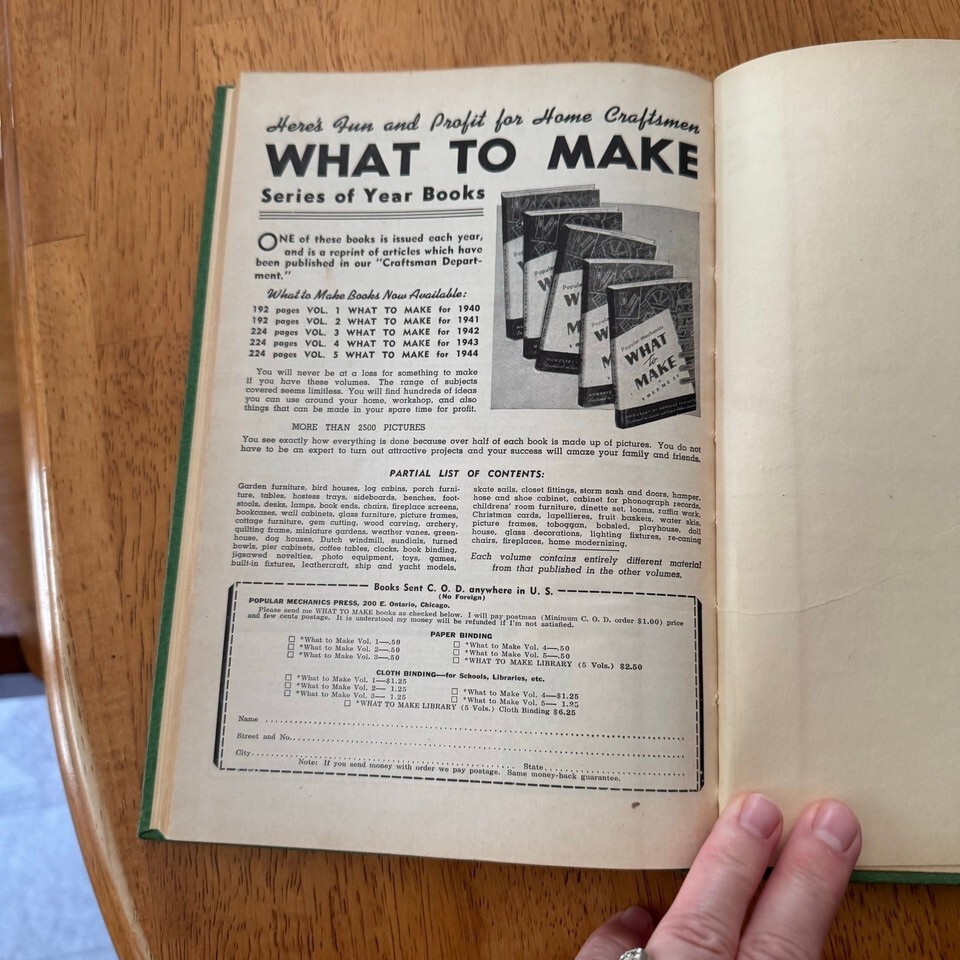 Here's Fun and Profit for Home Craftsmen
WHAT TO MAKE
Series of Year Books
ONE of these books is issued each year,
and is a reprint of articles which have
been published in our "Craftsman Depart-
ment."
What to Make Books Now Available:
192 pages VOL. 1 WHAT TO MAKE for 1940
192 pages VOL. 2 WHAT TO MAKE for 1941
224 pages VOL. 3 WHAT TO MAKE for 1942
224 pages VOL. 4 WHAT TO MAKE for 1943
224 pages VOL. 5 WHAT TO MAKE for 1944
Popular Mechanics
WHAT
to
MAKE
VOLUME
You will never be at a loss for something to make
if you have these volumes. The range of subjects
covered seems limitless. You will find hundreds of ideas
you can use around your home, workshop, and also
things that can be made in your spare time for profit.
MORE THAN 2500 PICTURES
You see exactly how everything is done because over half of each book is made up of pictures. You do not
have to be an expert to turn out attractive projects and your success will amaze your family and friends.
PARTIAL LIST OF CONTENTS:
Garden furniture, bird houses, log cabins, porch furni-
ture, tables, hostess trays, sideboards, benches, foot-
stools, desks, lamps, book ends, chairs, fireplace screens,
bookcases, wall cabinets, glass furniture, picture frames,
cottage furniture, gem cutting, wood carving, archery,
quilting frame, miniature gardens, weather vanes, green-
house, dog houses, Dutch windmill, sundials, turned
bowls, pier cabinets, coffee tables, clocks, book binding,
jigsawed novelties, photo equipment, toys, games,
built-in fixtures, leathercraft, ship and yacht models,
skate sails, closet fittings, storm sash and doors, hamper,
hose and shoe cabinet, cabinet for phonograph records,
childrens' room furniture, dinette set, looms, raffia work,
Christmas cards, lapellieres, fruit baskets, water skis,
picture frames, toboggan, bobsled, playhouse, doll
house, glass decorations, lighting fixtures, re-caning
chairs, fireplaces, home modernizing.
Each volume contains entirely different material
from that published in the other volumes.
Books Sent C. O. D. anywhere in U. S.
(No Foreign)
POPULAR MECHANICS PRESS, 200 E. Ontario, Chicago.
Please send me WHAT TO MAKE books as checked below. I will pay postman (Minimum C. O. D. order $1.00) price
and few cents postage. It is understood my money will be refunded if I'm not satisfied.
PAPER BINDING
□ *What to Make Vol. 1—.50
□ *What to Make Vol. 2—.50
□ *What to Make Vol. 3—.50
□ *What to Make Vol. 4—.50
□ *What to Make Vol. 5—.50
□ *WHAT TO MAKE LIBRARY (5 Vols.) $2.50
CLOTH BINDING—for Schools, Libraries, etc.
□ *What to Make Vol. 1—$1.25
□ *What to Make Vol. 2— 1.25
□ *What to Make Vol. 3— 1.25
□ *What to Make Vol. 4—$1.25
□ *What to Make Vol. 5— 1.25
□ *WHAT TO MAKE LIBRARY (5 Vols.) Cloth Binding $6.25
Name
Street and No.
City State
Note: If you send money with order we pay postage. Same money-back guarantee.